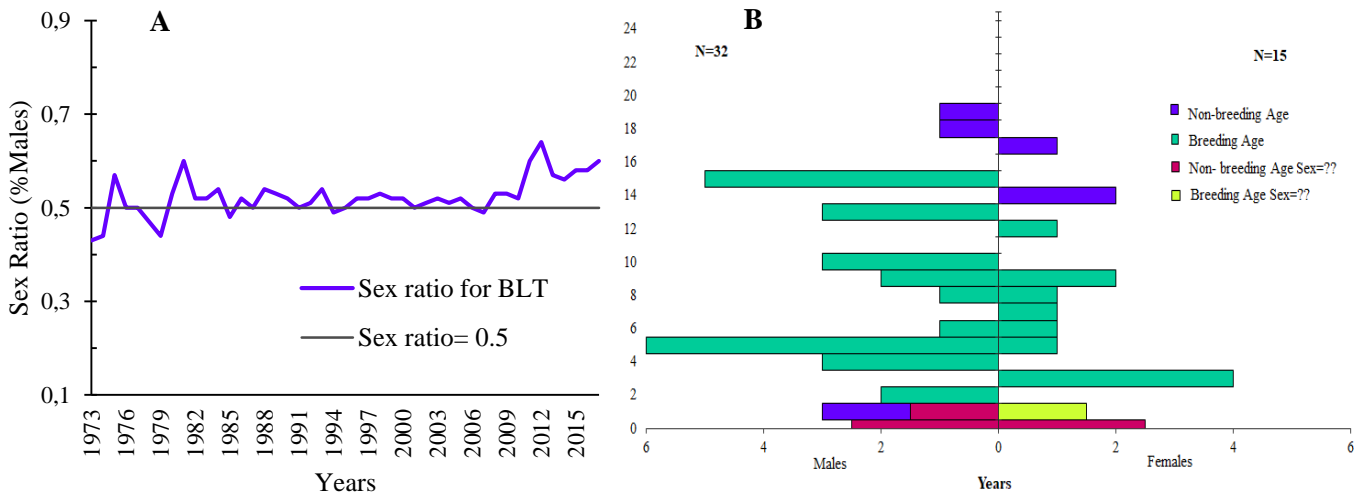 A
Sex Ratio (%Males)
0,9
0,7
0,5
0,3
0,1
Sex ratio for BLT
Sex ratio= 0.5
1973
1976
1979
1982
1985
1988
1991
1994
1997
2000
2003
2006
2009
2012
2015
Years
B
N=32
N=15
24
22
20
18
16
14
12
10
8
6
4
2
0
Non-breeding Age
Breeding Age
Non- breeding Age Sex=??
Breeding Age Sex=??
6 4 2 0 2 4 6
Males
Females
Years